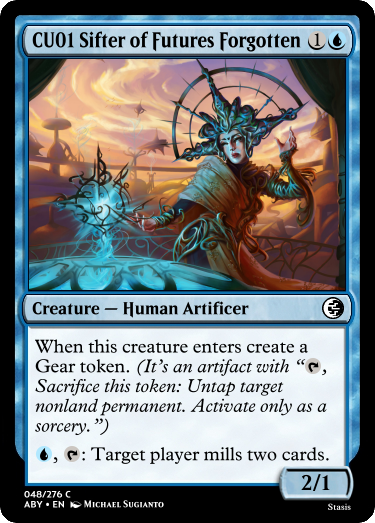 CU01 Sifter of Futures Forgotten 1
Creature — Human Artificer
When this creature enters create a
Gear token. (It's an artifact with “,
Sacrifice this token: Untap target
nonland permanent. Activate only as a
sorcery.”)
, : Target player mills two cards.
2/1
048/276 C
ABY • EN Michael Sugianto
Stasis